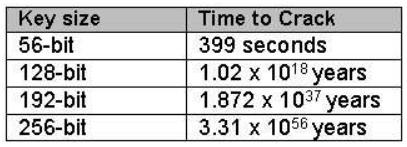 Key size Time to Crack
56-bit 399 seconds
128-bit 1.02 x 10¹⁸ years
192-bit 1.872 x 10³⁷ years
256-bit 3.31 x 10⁵⁶ years